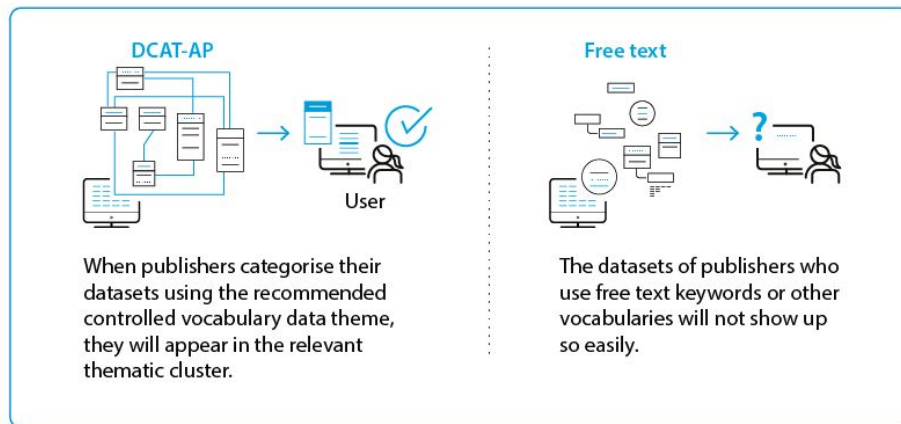 DCAT-AP
User
When publishers categorise their
datasets using the recommended
controlled vocabulary data theme,
they will appear in the relevant
thematic cluster.
Free text
?
The datasets of publishers who
use free text keywords or other
vocabularies will not show up
so easily.